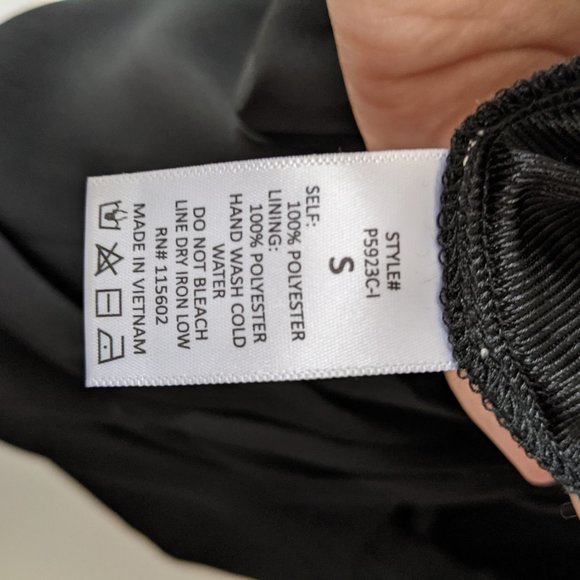 STYLE#
P5923C-I
S
SELF:
100% POLYESTER
LINING:
100% POLYESTER
HAND WASH COLD
WATER
DO NOT BLEACH
LINE DRY IRON LOW
RN# 115602
MADE IN VIETNAM